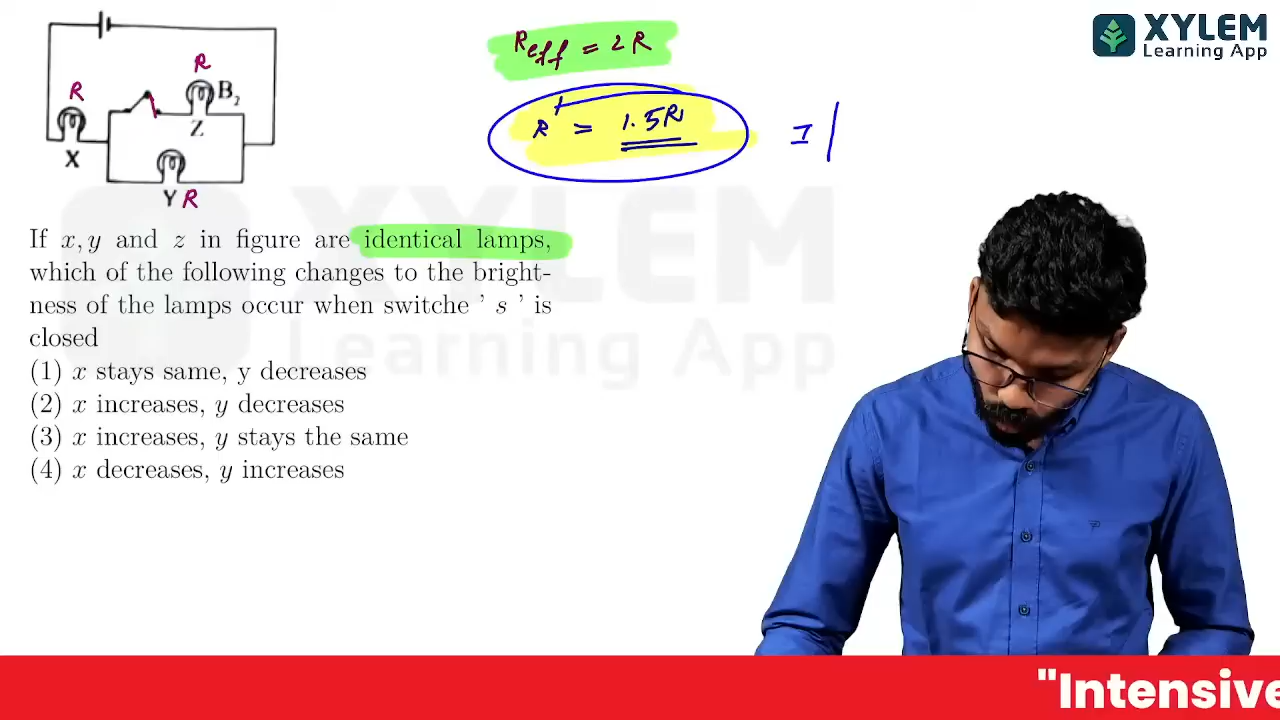 XYLEM
Learning App
R
R
B₂
X
Z
Y R
R_eff = 2R
R = 1.5R
I
XYLEM
Learning App
If x, y and z in figure are identical lamps,
which of the following changes to the bright-
ness of the lamps occur when switche ’ s ’ is
closed
(1) x stays same, y decreases
(2) x increases, y decreases
(3) x increases, y stays the same
(4) x decreases, y increases
"Intensive